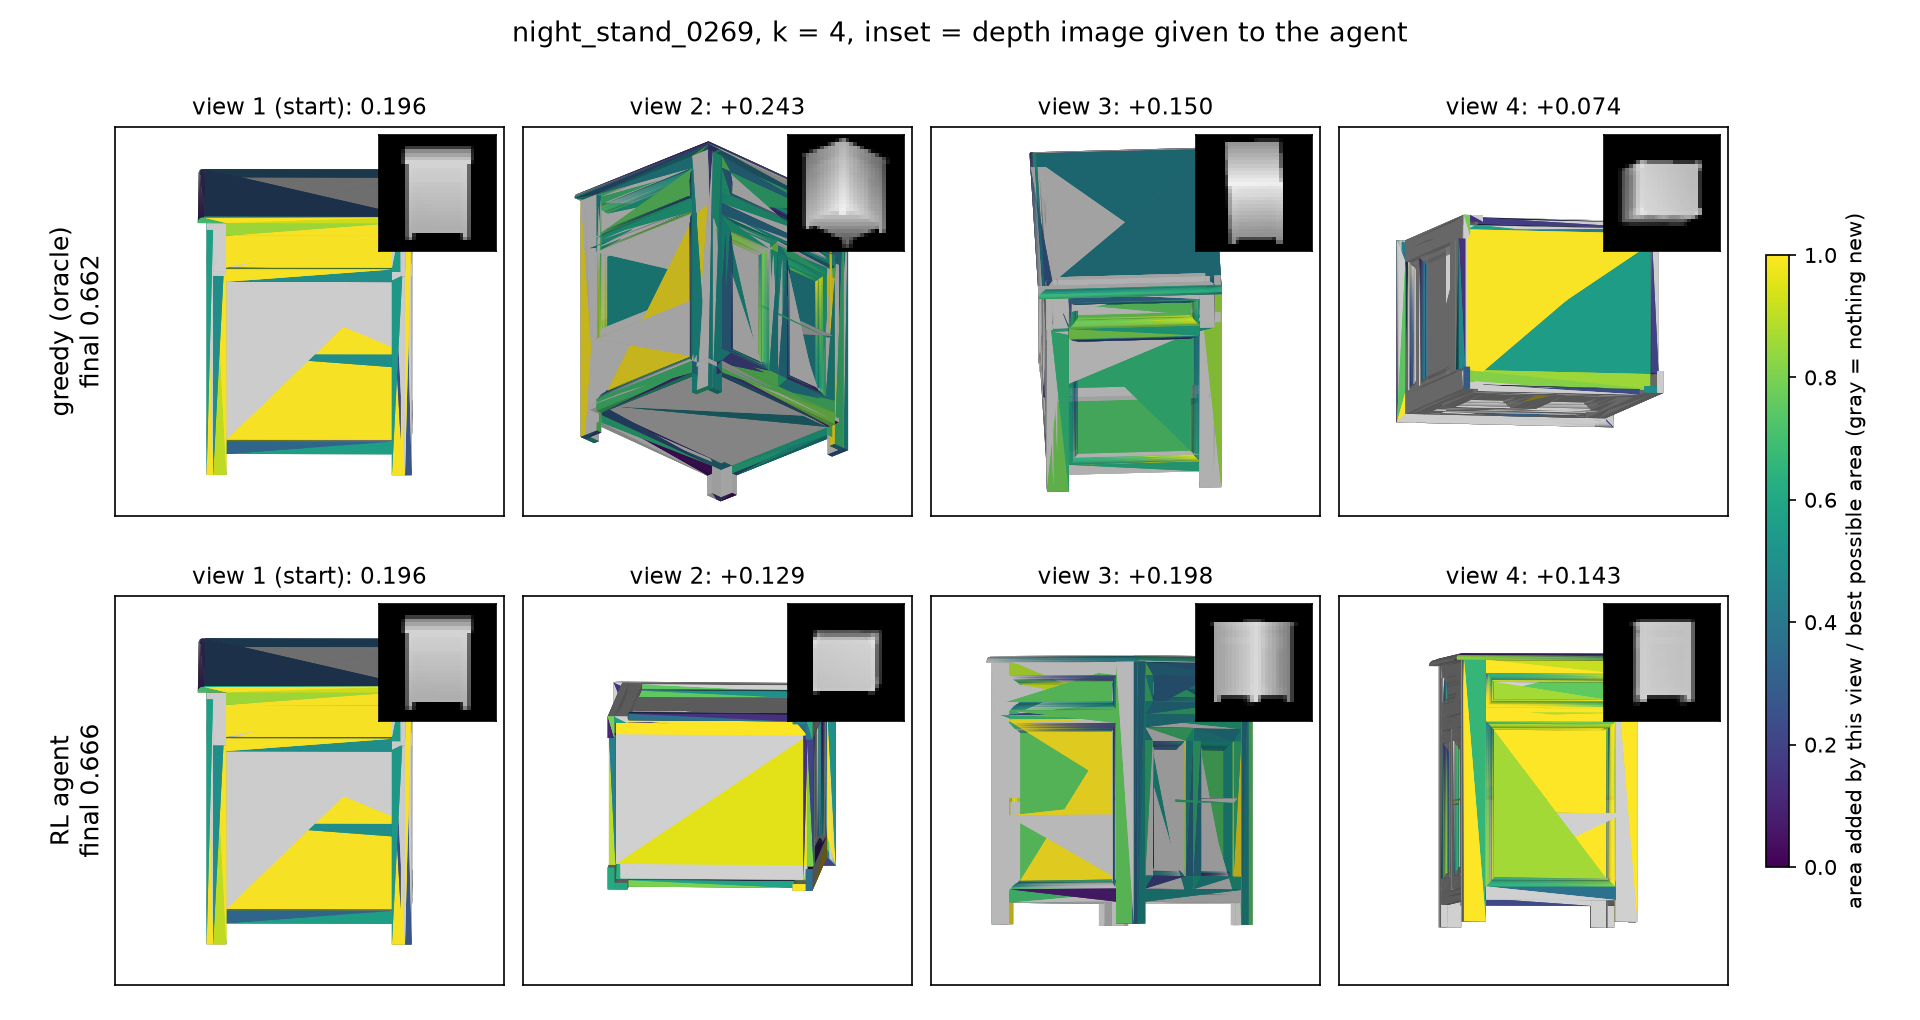 night_stand_0269, k = 4, inset = depth image given to the agent
greedy (oracle)
final 0.662
view 1 (start): 0.196
view 2: +0.243
view 3: +0.150
view 4: +0.074
RL agent
final 0.666
view 1 (start): 0.196
view 2: +0.129
view 3: +0.198
view 4: +0.143
1.0
0.8
0.6
0.4
0.2
0.0
area added by this view / best possible area (gray = nothing new)